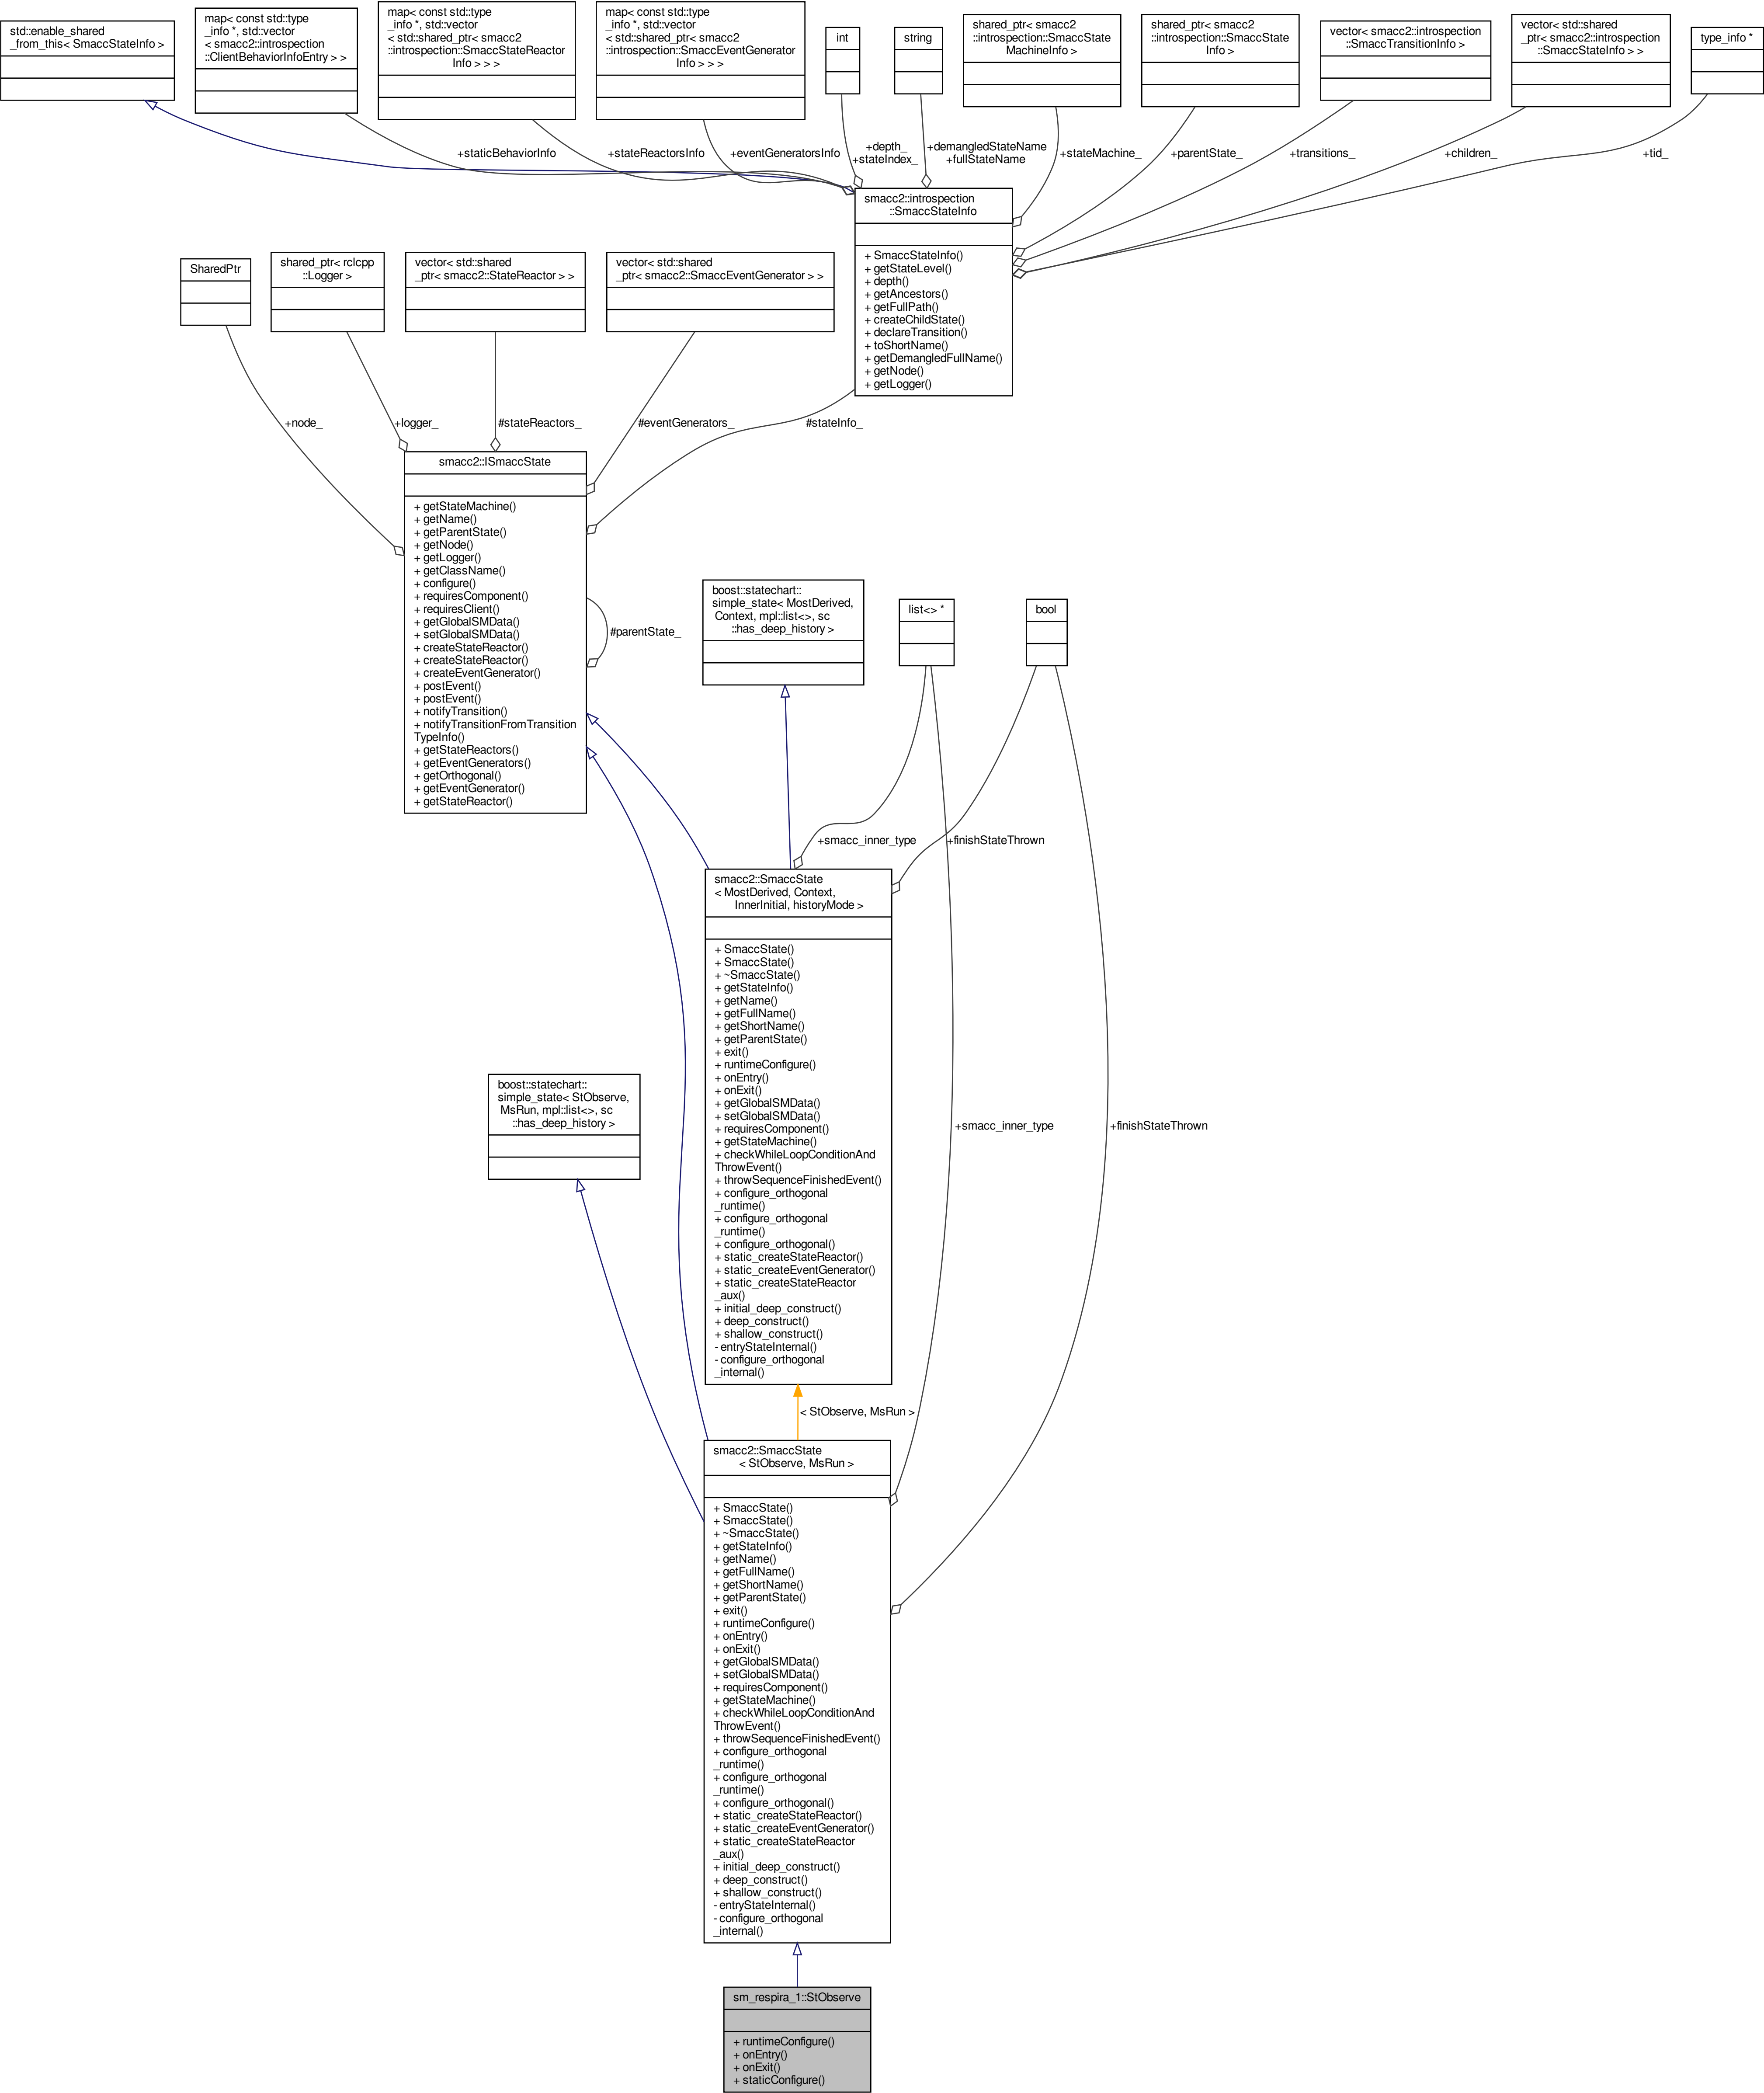 std::enable_shared
_from_this< SmaccStateInfo >
map< const std::type
_info *, std::vector
< smacc2::introspection
::ClientBehaviorInfoEntry > >
map< const std::type
_info *, std::vector
< std::shared_ptr< smacc2
::introspection::SmaccStateReactor
Info > > >
map< const std::type
_info *, std::vector
< std::shared_ptr< smacc2
::introspection::SmaccEventGenerator
Info > > >
int
string
shared_ptr< smacc2
::introspection::SmaccState
MachineInfo >
shared_ptr< smacc2
::introspection::SmaccState
Info >
vector< smacc2::introspection
::SmaccTransitionInfo >
vector< std::shared
_ptr< smacc2::introspection
::SmaccStateInfo > >
type_info *
+staticBehaviorInfo
+stateReactorsInfo
+eventGeneratorsInfo
+depth_
+stateIndex_
+demangledStateName
+fullStateName
+stateMachine_
+parentState_
+transitions_
+children_
+tid_
smacc2::introspection
::SmaccStateInfo
+ SmaccStateInfo()
+ getStateLevel()
+ depth()
+ getAncestors()
+ getFullPath()
+ createChildState()
+ declareTransition()
+ toShortName()
+ getDemangledFullName()
+ getNode()
+ getLogger()
SharedPtr
shared_ptr< rclcpp
::Logger >
vector< std::shared
_ptr< smacc2::StateReactor > >
vector< std::shared
_ptr< smacc2::SmaccEventGenerator > >
+node_
+logger_
#stateReactors_
#eventGenerators_
#stateInfo_
smacc2::ISmaccState
+ getStateMachine()
+ getName()
+ getParentState()
+ getNode()
+ getLogger()
+ getClassName()
+ configure()
+ requiresComponent()
+ requiresClient()
+ getGlobalSMData()
+ setGlobalSMData()
+ createStateReactor()
+ createStateReactor()
+ createEventGenerator()
+ postEvent()
+ postEvent()
+ notifyTransition()
+ notifyTransitionFromTransition
TypeInfo()
+ getStateReactors()
+ getEventGenerators()
+ getOrthogonal()
+ getEventGenerator()
+ getStateReactor()
#parentState_
boost::statechart::
simple_state< MostDerived,
Context, mpl::list<>, sc
::has_deep_history >
list<> *
bool
+smacc_inner_type
+finishStateThrown
smacc2::SmaccState
< MostDerived, Context,
InnerInitial, historyMode >
+ SmaccState()
+ SmaccState()
+ ~SmaccState()
+ getStateInfo()
+ getName()
+ getFullName()
+ getShortName()
+ getParentState()
+ exit()
+ runtimeConfigure()
+ onEntry()
+ onExit()
+ getGlobalSMData()
+ setGlobalSMData()
+ requiresComponent()
+ getStateMachine()
+ checkWhileLoopConditionAnd
ThrowEvent()
+ throwSequenceFinishedEvent()
+ configure_orthogonal
_runtime()
+ configure_orthogonal
_runtime()
+ configure_orthogonal()
+ static_createStateReactor()
+ static_createEventGenerator()
+ static_createStateReactor
_aux()
+ initial_deep_construct()
+ deep_construct()
+ shallow_construct()
- entryStateInternal()
- configure_orthogonal
_internal()
boost::statechart::
simple_state< StObserve,
MsRun, mpl::list<>, sc
::has_deep_history >
+smacc_inner_type
+finishStateThrown
< StObserve, MsRun >
smacc2::SmaccState
< StObserve, MsRun >
+ SmaccState()
+ SmaccState()
+ ~SmaccState()
+ getStateInfo()
+ getName()
+ getFullName()
+ getShortName()
+ getParentState()
+ exit()
+ runtimeConfigure()
+ onEntry()
+ onExit()
+ getGlobalSMData()
+ setGlobalSMData()
+ requiresComponent()
+ getStateMachine()
+ checkWhileLoopConditionAnd
ThrowEvent()
+ throwSequenceFinishedEvent()
+ configure_orthogonal
_runtime()
+ configure_orthogonal
_runtime()
+ configure_orthogonal()
+ static_createStateReactor()
+ static_createEventGenerator()
+ static_createStateReactor
_aux()
+ initial_deep_construct()
+ deep_construct()
+ shallow_construct()
- entryStateInternal()
- configure_orthogonal
_internal()
sm_respira_1::StObserve
+ runtimeConfigure()
+ onEntry()
+ onExit()
+ staticConfigure()